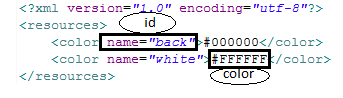 <?xml version="1.0" encoding="utf-8"?>
id
<resources>
<color name="back">#000000</color>
<color name="white">#FFFFFF</color>
</resources>
color